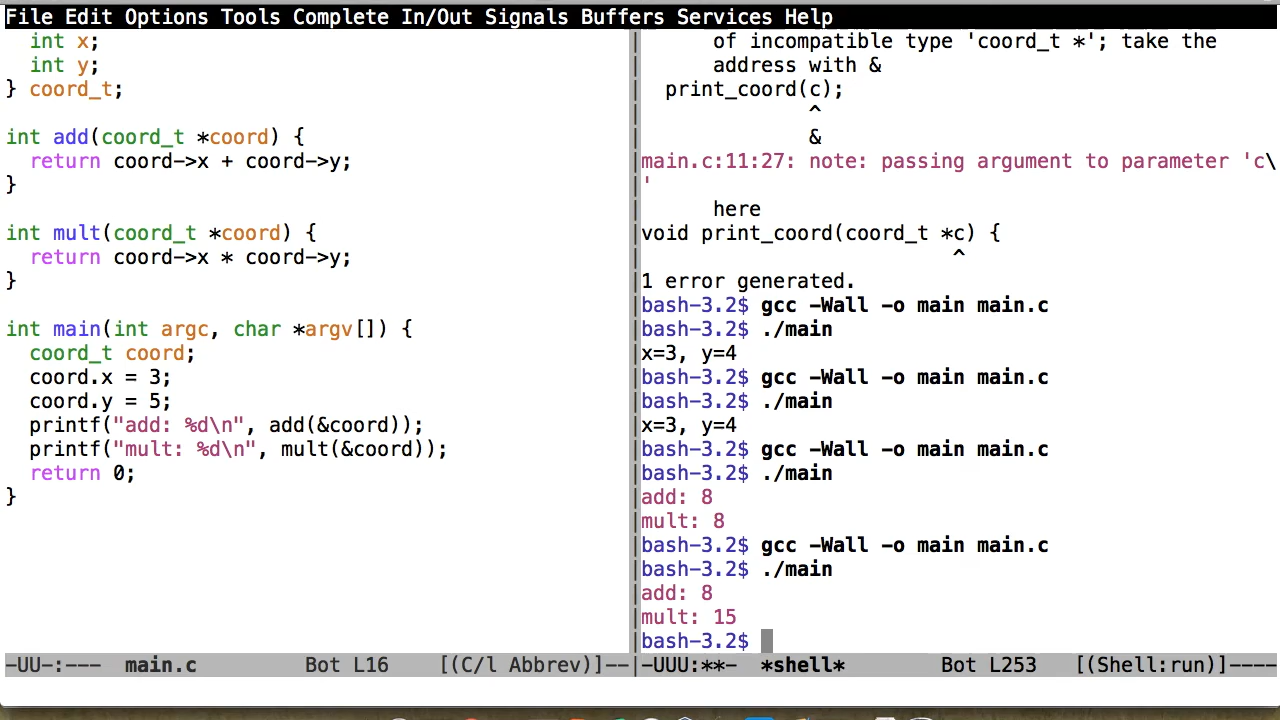 File Edit Options Tools Complete In/Out Signals Buffers Services Help
  int x;
  int y;
} coord_t;

int add(coord_t *coord) {
  return coord->x + coord->y;
}

int mult(coord_t *coord) {
  return coord->x * coord->y;
}

int main(int argc, char *argv[]) {
  coord_t coord;
  coord.x = 3;
  coord.y = 5;
  printf("add: %d\n", add(&coord));
  printf("mult: %d\n", mult(&coord));
  return 0;
}
-UU-:---  main.c         Bot L16    [(C/l Abbrev)]--
      of incompatible type 'coord_t *'; take the
      address with &
  print_coord(c);
              ^
              &
main.c:11:27: note: passing argument to parameter 'c\
'
      here
void print_coord(coord_t *c) {
                          ^
1 error generated.
bash-3.2$ gcc -Wall -o main main.c
bash-3.2$ ./main
x=3, y=4
bash-3.2$ gcc -Wall -o main main.c
bash-3.2$ ./main
x=3, y=4
bash-3.2$ gcc -Wall -o main main.c
bash-3.2$ ./main
add: 8
mult: 8
bash-3.2$ gcc -Wall -o main main.c
bash-3.2$ ./main
add: 8
mult: 15
bash-3.2$
-UUU:**-  *shell*        Bot L253   [(Shell:run)]----